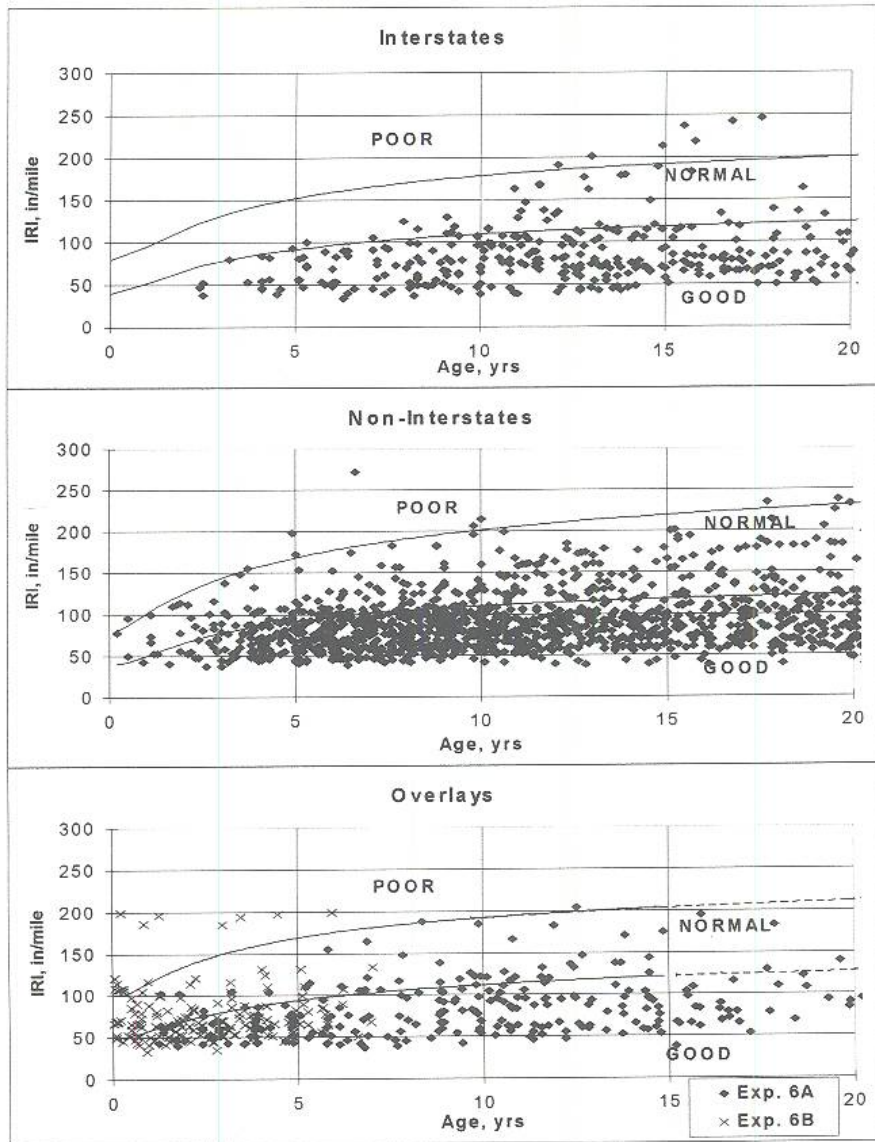 Interstates
300
250
200
150
100
50
0
IRI, in/mile
POOR
NORMAL
GOOD
0 5 10 15 20
Age, yrs
Non-Interstates
300
250
200
150
100
50
0
IRI, in/mile
POOR
NORMAL
GOOD
0 5 10 15 20
Age, yrs
Overlays
300
250
200
150
100
50
0
IRI, in/mile
POOR
NORMAL
GOOD
0 5 10 15 20
Age, yrs
Exp. 6A
Exp. 6B